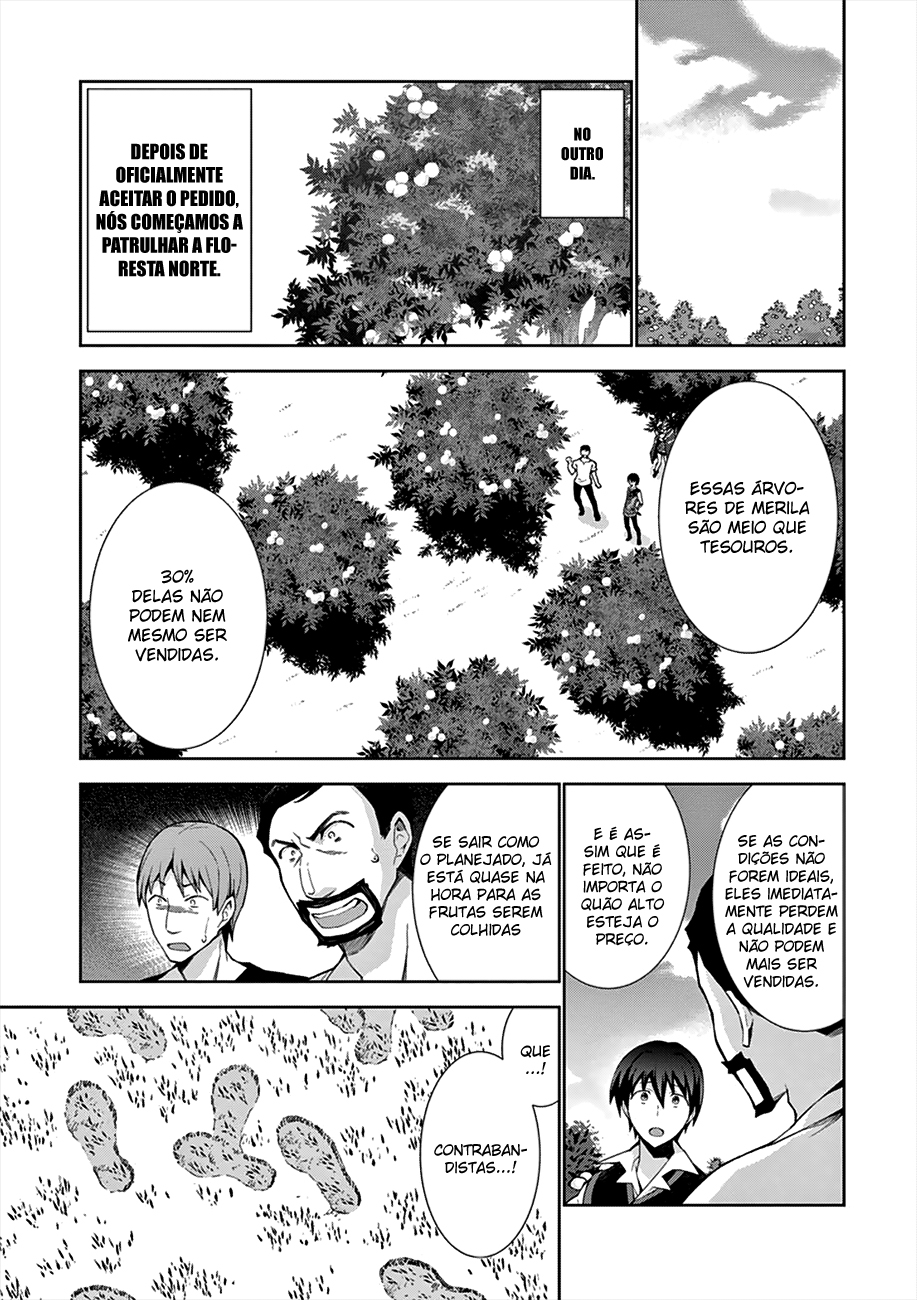 NO
OUTRO
DIA.
DEPOIS DE
OFICIALMENTE
ACEITAR O PEDIDO,
NÓS COMEÇAMOS A
PATRULHAR A FLO-
RESTA NORTE.
ESSAS ÁRVO-
RES DE MERILA
SÃO MEIO QUE
TESOUROS.
30%
DELAS NÃO
PODEM NEM
MESMO SER
VENDIDAS.
SE AS CON-
DIÇÕES NÃO
FOREM IDEAIS,
ELES IMEDIATA-
MENTE PERDEM
A QUALIDADE E
NÃO PODEM
MAIS SER
VENDIDAS.
E É AS-
SIM QUE É
FEITO, NÃO
IMPORTA O
QUÃO ALTO
ESTEJA O
PREÇO.
SE SAIR COMO
O PLANEJADO, JÁ
ESTÁ QUASE NA
HORA PARA AS
FRUTAS SEREM
COLHIDAS
QUE
...!
CONTRABAN-
DISTAS...!